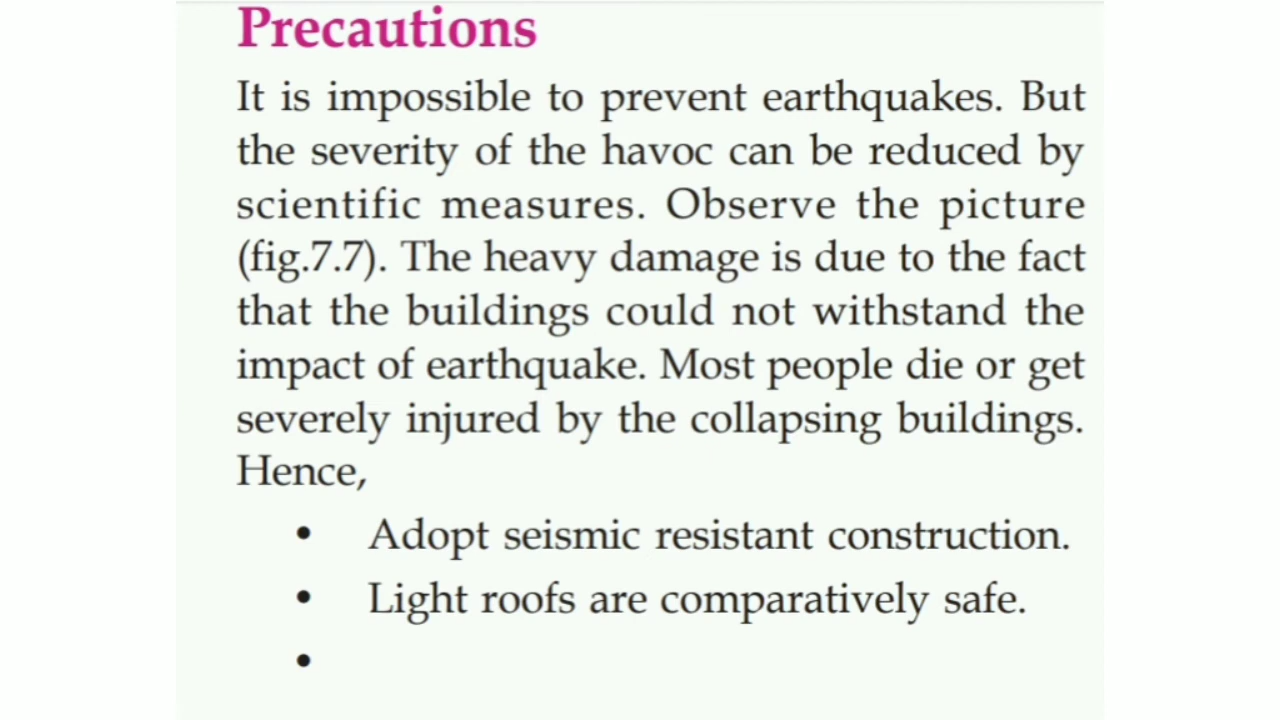 Precautions
It is impossible to prevent earthquakes. But
the severity of the havoc can be reduced by
scientific measures. Observe the picture
(fig.7.7). The heavy damage is due to the fact
that the buildings could not withstand the
impact of earthquake. Most people die or get
severely injured by the collapsing buildings.
Hence,
• Adopt seismic resistant construction.
• Light roofs are comparatively safe.
•